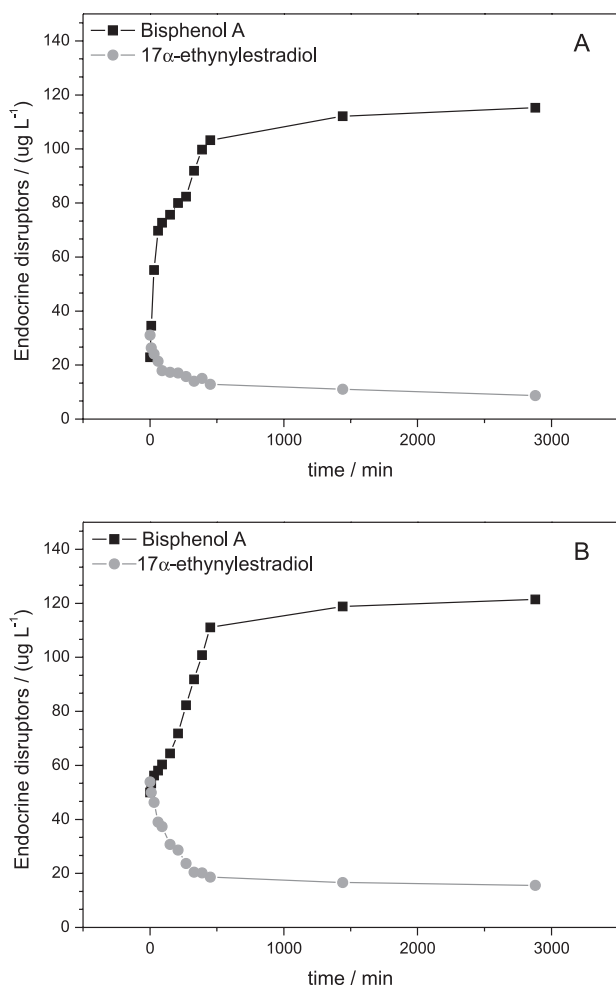 140
120
100
80
60
40
20
0
Endocrine disruptors / (ug L⁻¹)
Bisphenol A
17α-ethynylestradiol
A
0 1000 2000 3000
time / min
140
120
100
80
60
40
20
0
Endocrine disruptors / (ug L⁻¹)
Bisphenol A
17α-ethynylestradiol
B
0 1000 2000 3000
time / min